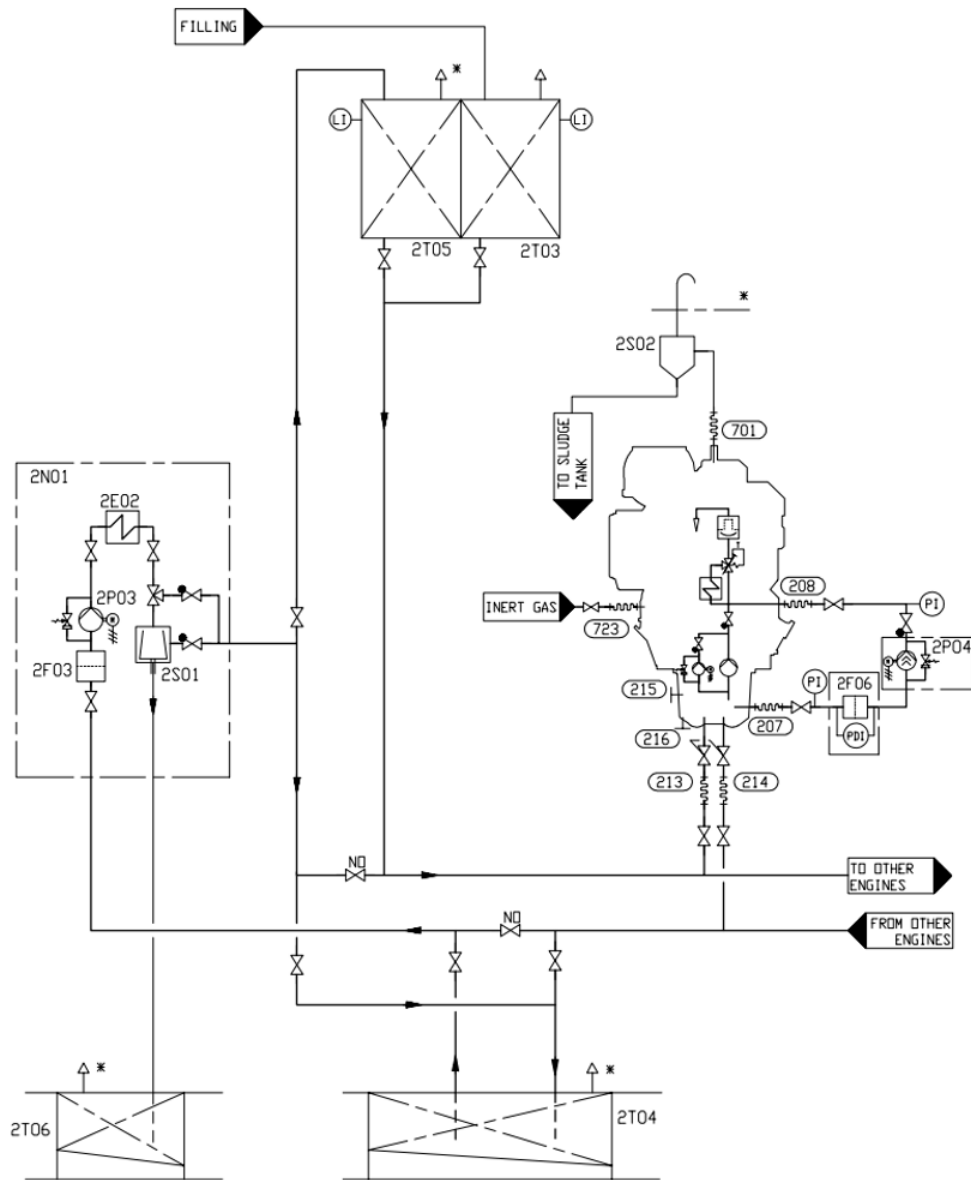 FILLING
*
LI
LI
2T05
2T03
*
2S02
TO SLUDGE
TANK
701
2N01
2E02
2P03
M
2F03
2S01
INERT GAS
723
208
PI
2P04
M
PI
2F06
PDI
215
207
216
213
214
NO
TO OTHER
ENGINES
NO
FROM OTHER
ENGINES
*
*
2T06
2T04